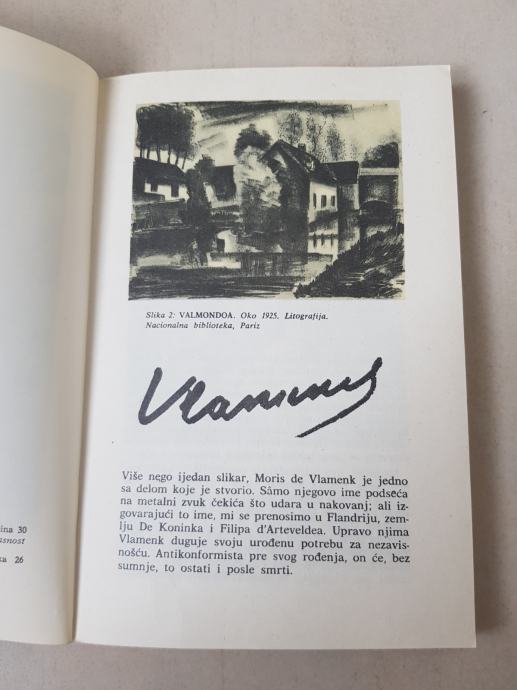 ina 30
asnost
ka 26
Slika 2: VALMONDOA. Oko 1925. Litografija.
Nacionalna biblioteka, Pariz
Vlaminck
Više nego ijedan slikar, Moris de Vlamenk je jedno
sa delom koje je stvorio. Sâmo njegovo ime podseća
na metalni zvuk čekića što udara u nakovanj; ali iz-
govarajući to ime, mi se prenosimo u Flandriju, zem-
lju De Koninka i Filipa d'Arteveldea. Upravo njima
Vlamenk duguje svoju urođenu potrebu za nezavis-
nošću. Antikonformista pre svog rođenja, on će, bez
sumnje, to ostati i posle smrti.